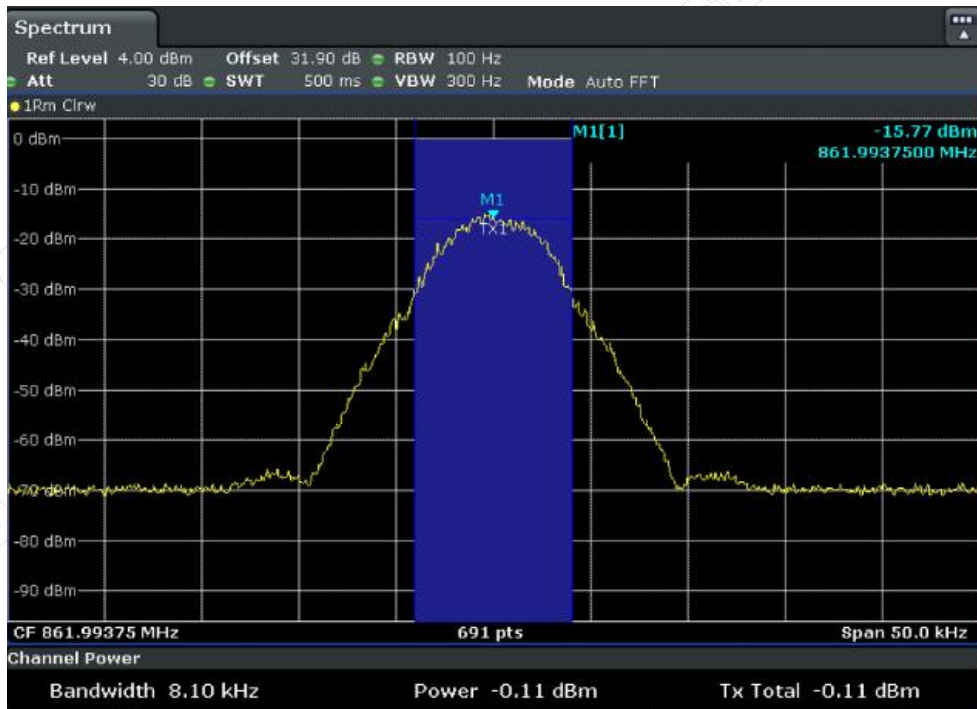 Spectrum
Ref Level 4.00 dBm Offset 31.90 dB RBW 100 Hz
Att 30 dB SWT 500 ms VBW 300 Hz Mode Auto FFT
1Rm Clrw
M1[1] -15.77 dBm
861.9937500 MHz
0 dBm
-10 dBm
M1
TX1
-20 dBm
-30 dBm
-40 dBm
-50 dBm
-60 dBm
-70 dBm
-80 dBm
-90 dBm
CF 861.99375 MHz 691 pts Span 50.0 kHz
Channel Power
Bandwidth 8.10 kHz Power -0.11 dBm Tx Total -0.11 dBm